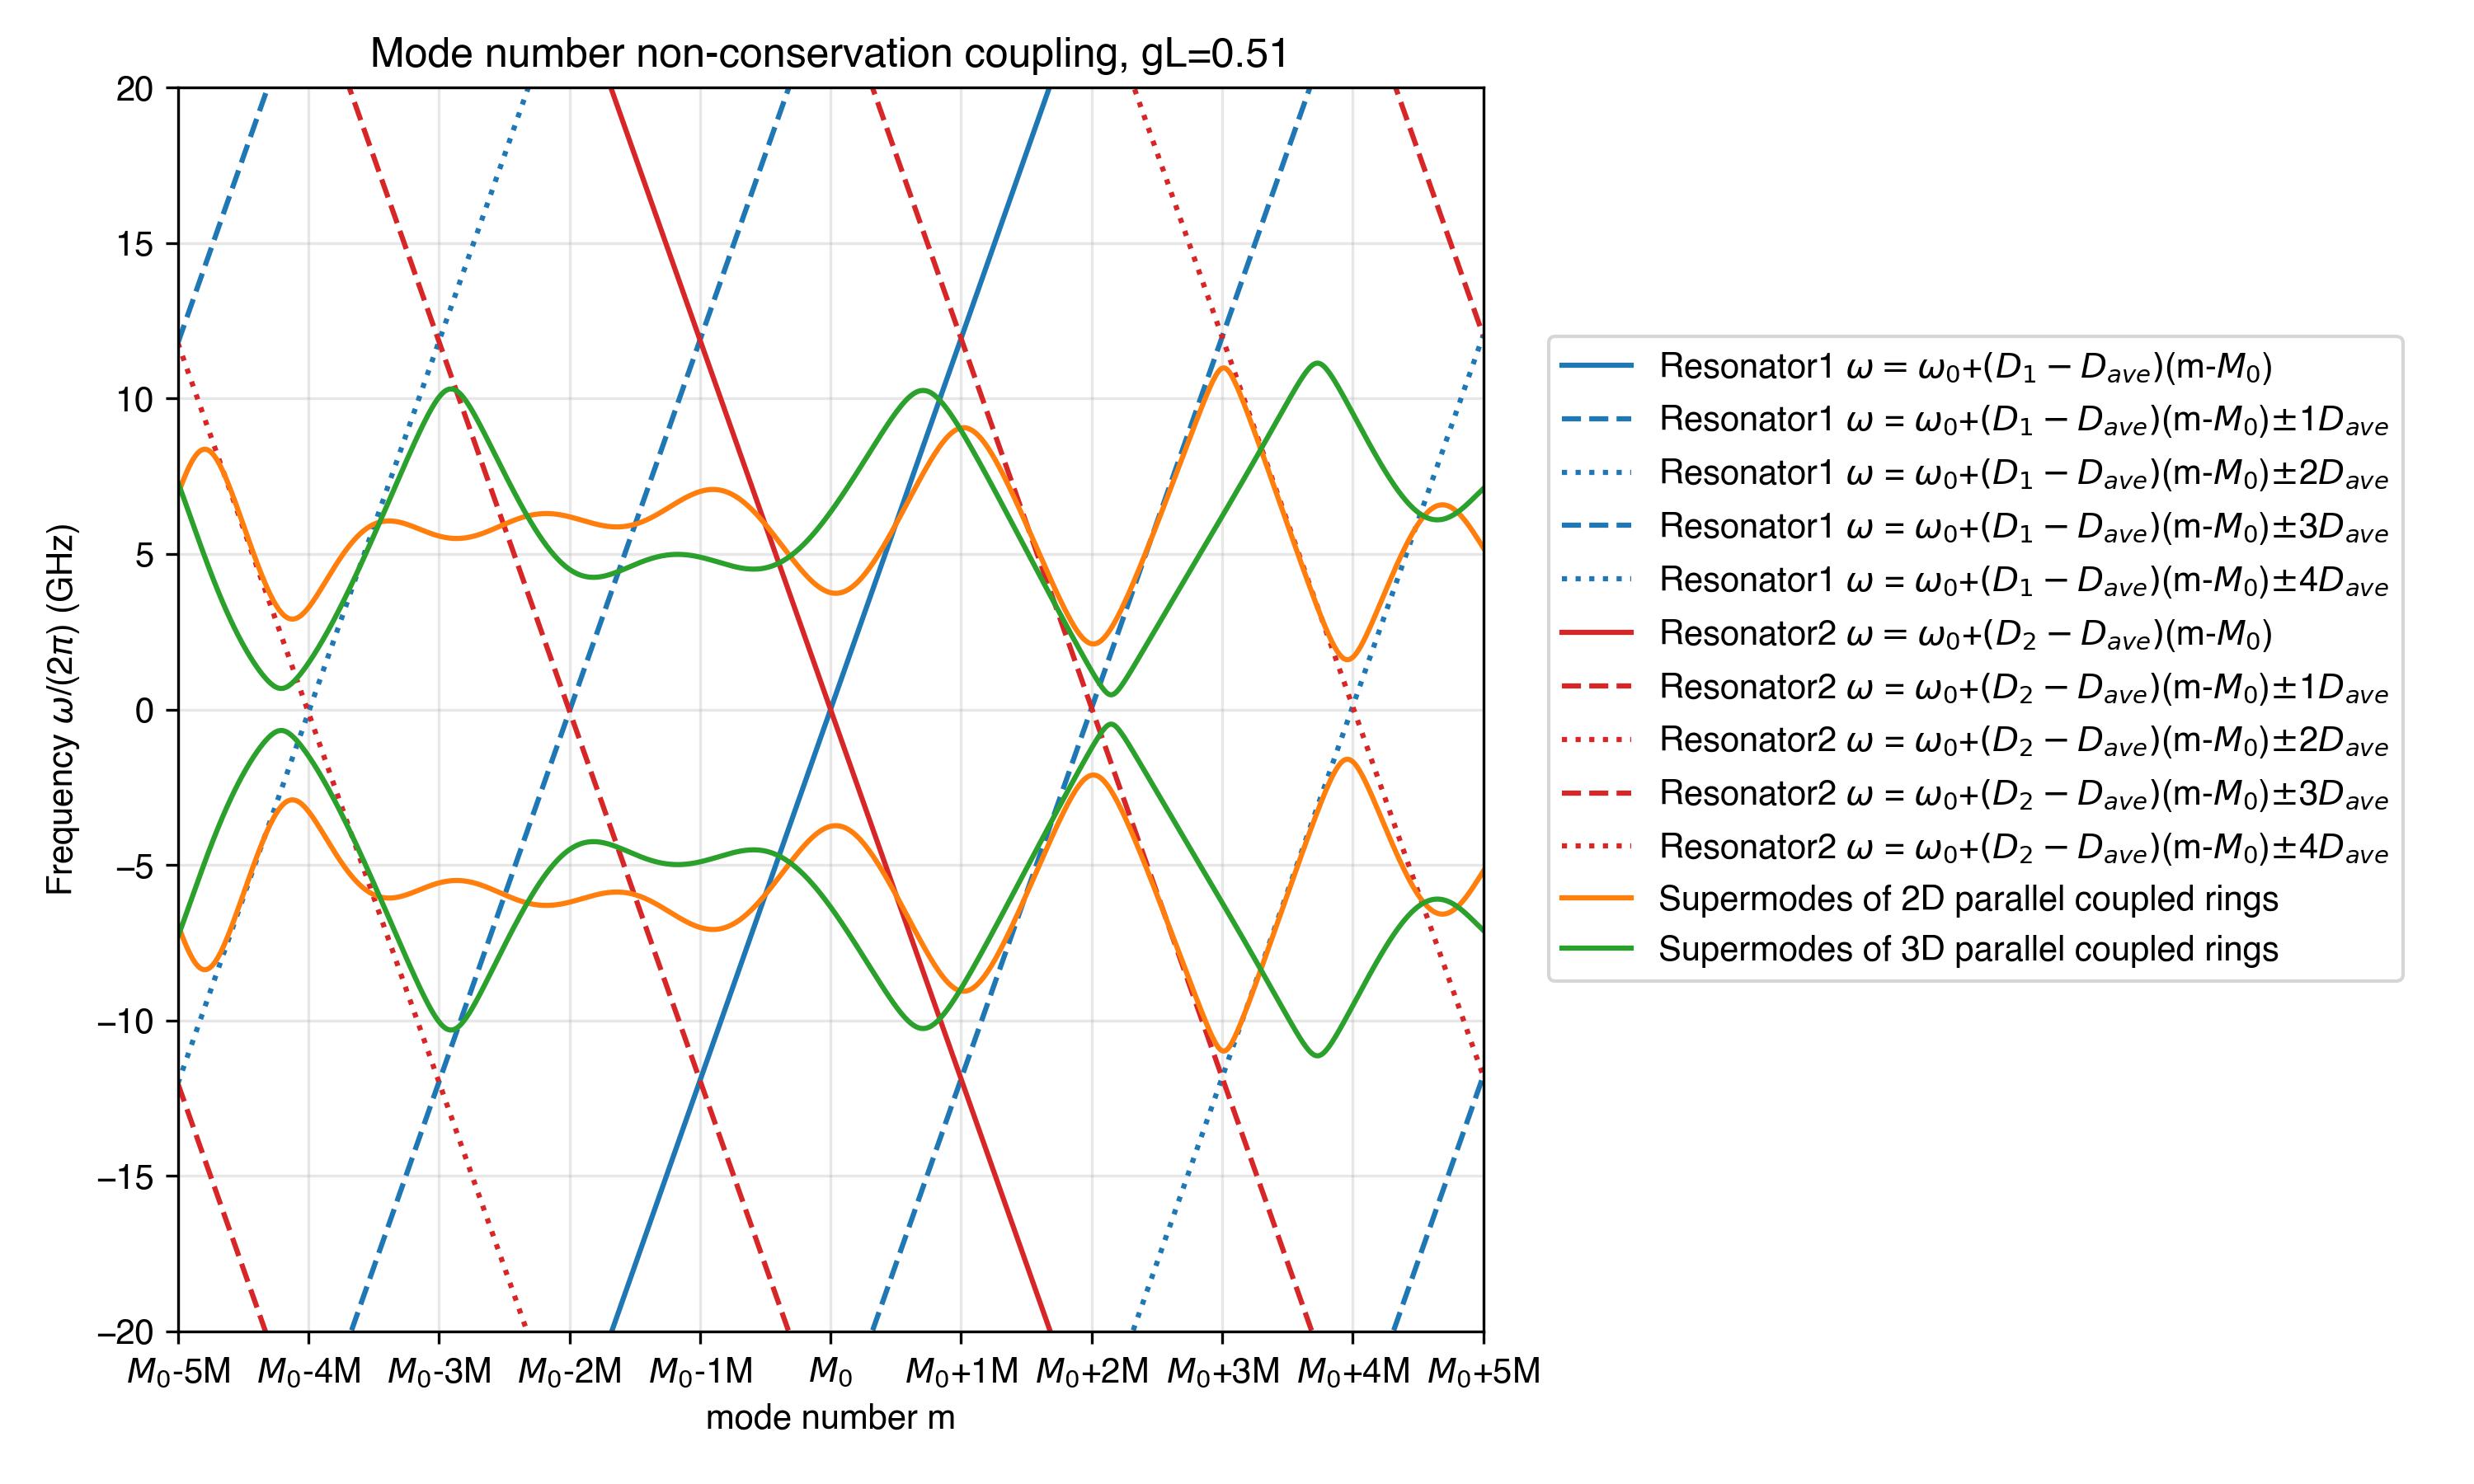 Mode number non-conservation coupling, gL=0.51
Frequency ω/(2π) (GHz)
20
15
10
5
0
−5
−10
−15
−20
M₀-5M M₀-4M M₀-3M M₀-2M M₀-1M M₀ M₀+1M M₀+2M M₀+3M M₀+4M M₀+5M
mode number m
Resonator1 ω = ω₀+(D₁ − Dₐᵥₑ)(m-M₀)
Resonator1 ω = ω₀+(D₁ − Dₐᵥₑ)(m-M₀)±1Dₐᵥₑ
Resonator1 ω = ω₀+(D₁ − Dₐᵥₑ)(m-M₀)±2Dₐᵥₑ
Resonator1 ω = ω₀+(D₁ − Dₐᵥₑ)(m-M₀)±3Dₐᵥₑ
Resonator1 ω = ω₀+(D₁ − Dₐᵥₑ)(m-M₀)±4Dₐᵥₑ
Resonator2 ω = ω₀+(D₂ − Dₐᵥₑ)(m-M₀)
Resonator2 ω = ω₀+(D₂ − Dₐᵥₑ)(m-M₀)±1Dₐᵥₑ
Resonator2 ω = ω₀+(D₂ − Dₐᵥₑ)(m-M₀)±2Dₐᵥₑ
Resonator2 ω = ω₀+(D₂ − Dₐᵥₑ)(m-M₀)±3Dₐᵥₑ
Resonator2 ω = ω₀+(D₂ − Dₐᵥₑ)(m-M₀)±4Dₐᵥₑ
Supermodes of 2D parallel coupled rings
Supermodes of 3D parallel coupled rings